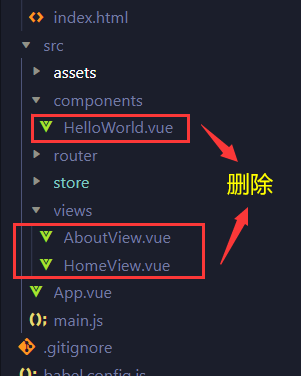 index.html
src
assets
components
HelloWorld.vue
router
删除
store
views
AboutView.vue
HomeView.vue
App.vue
main.js
.gitignore
babel.config.js